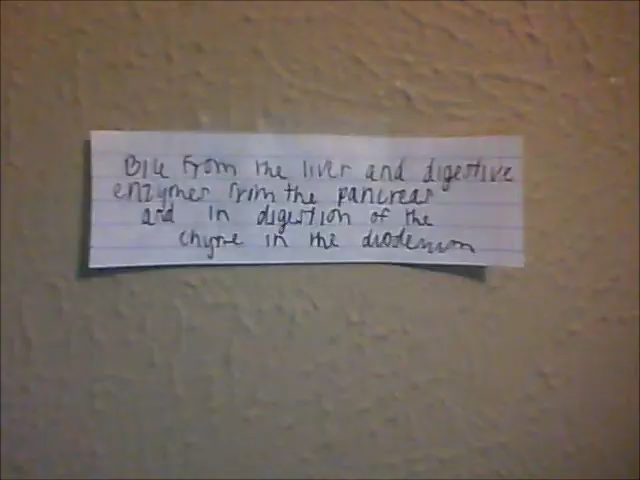 Bile from the liver and digestive
enzymes from the pancreas
aid in digestion of the
chyme in the duodenum